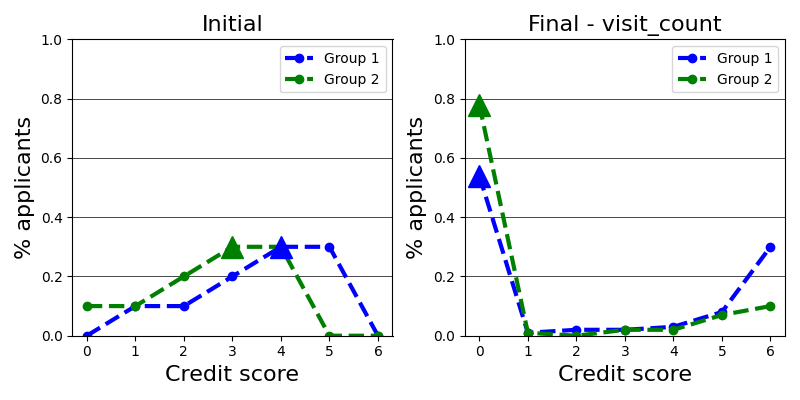 Initial
1.0
0.8
0.6
0.4
0.2
0.0
% applicants
Group 1
Group 2
0 1 2 3 4 5 6
Credit score
Final - visit_count
1.0
0.8
0.6
0.4
0.2
0.0
% applicants
Group 1
Group 2
0 1 2 3 4 5 6
Credit score